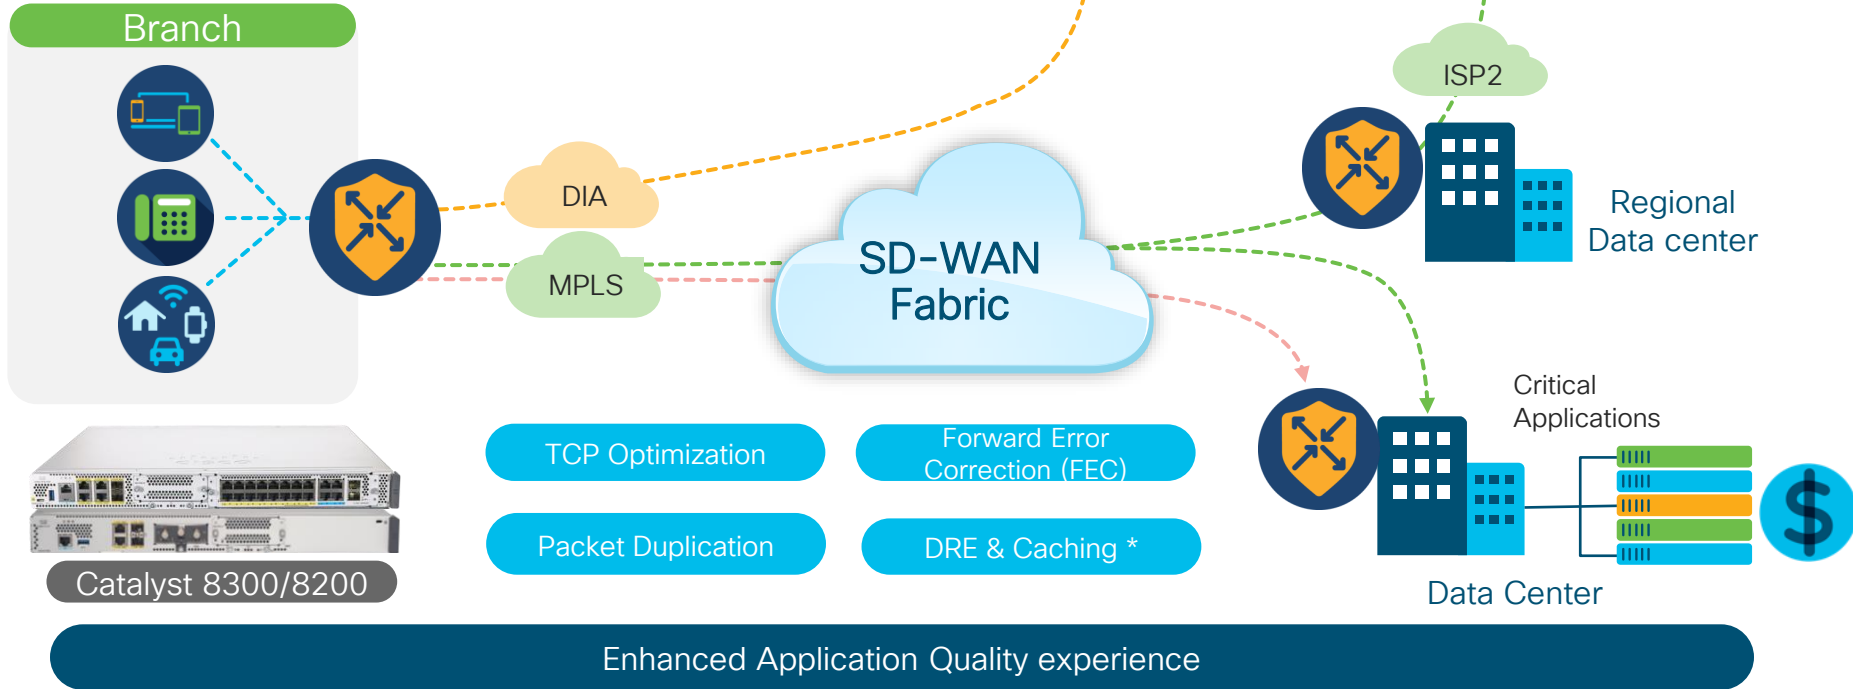 Branch
ISP2
DIA
Regional
Data center
MPLS
SD-WAN
Fabric
Critical
Applications
TCP Optimization
Forward Error
Correction (FEC)
Packet Duplication
DRE & Caching *
Catalyst 8300/8200
Data Center
$
Enhanced Application Quality experience